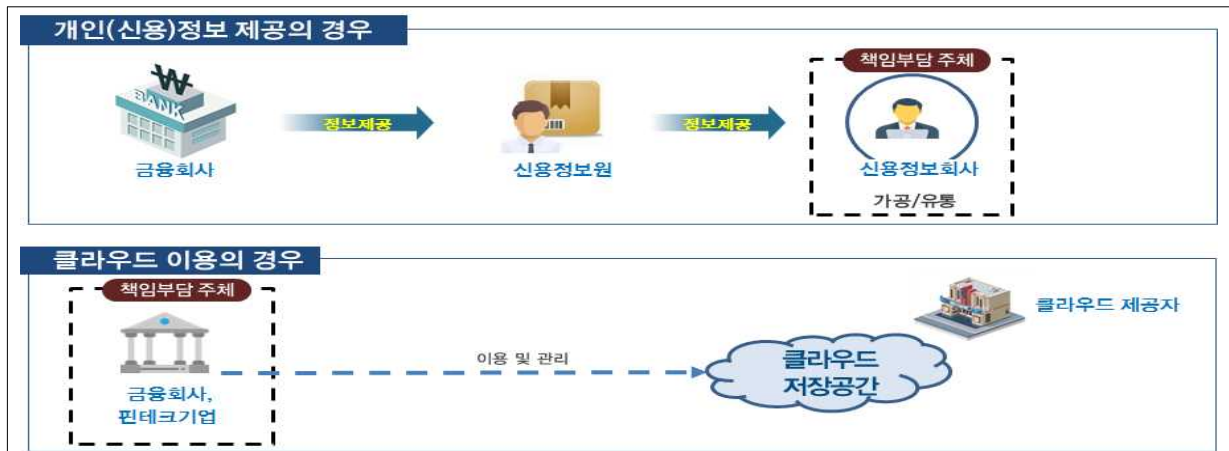 개인(신용)정보 제공의 경우
책임부담 주체
BANK
정보제공
정보제공
금융회사
신용정보원
신용정보회사
가공/유통
클라우드 이용의 경우
책임부담 주체
클라우드 제공자
이용 및 관리
클라우드
저장공간
금융회사,
핀테크기업